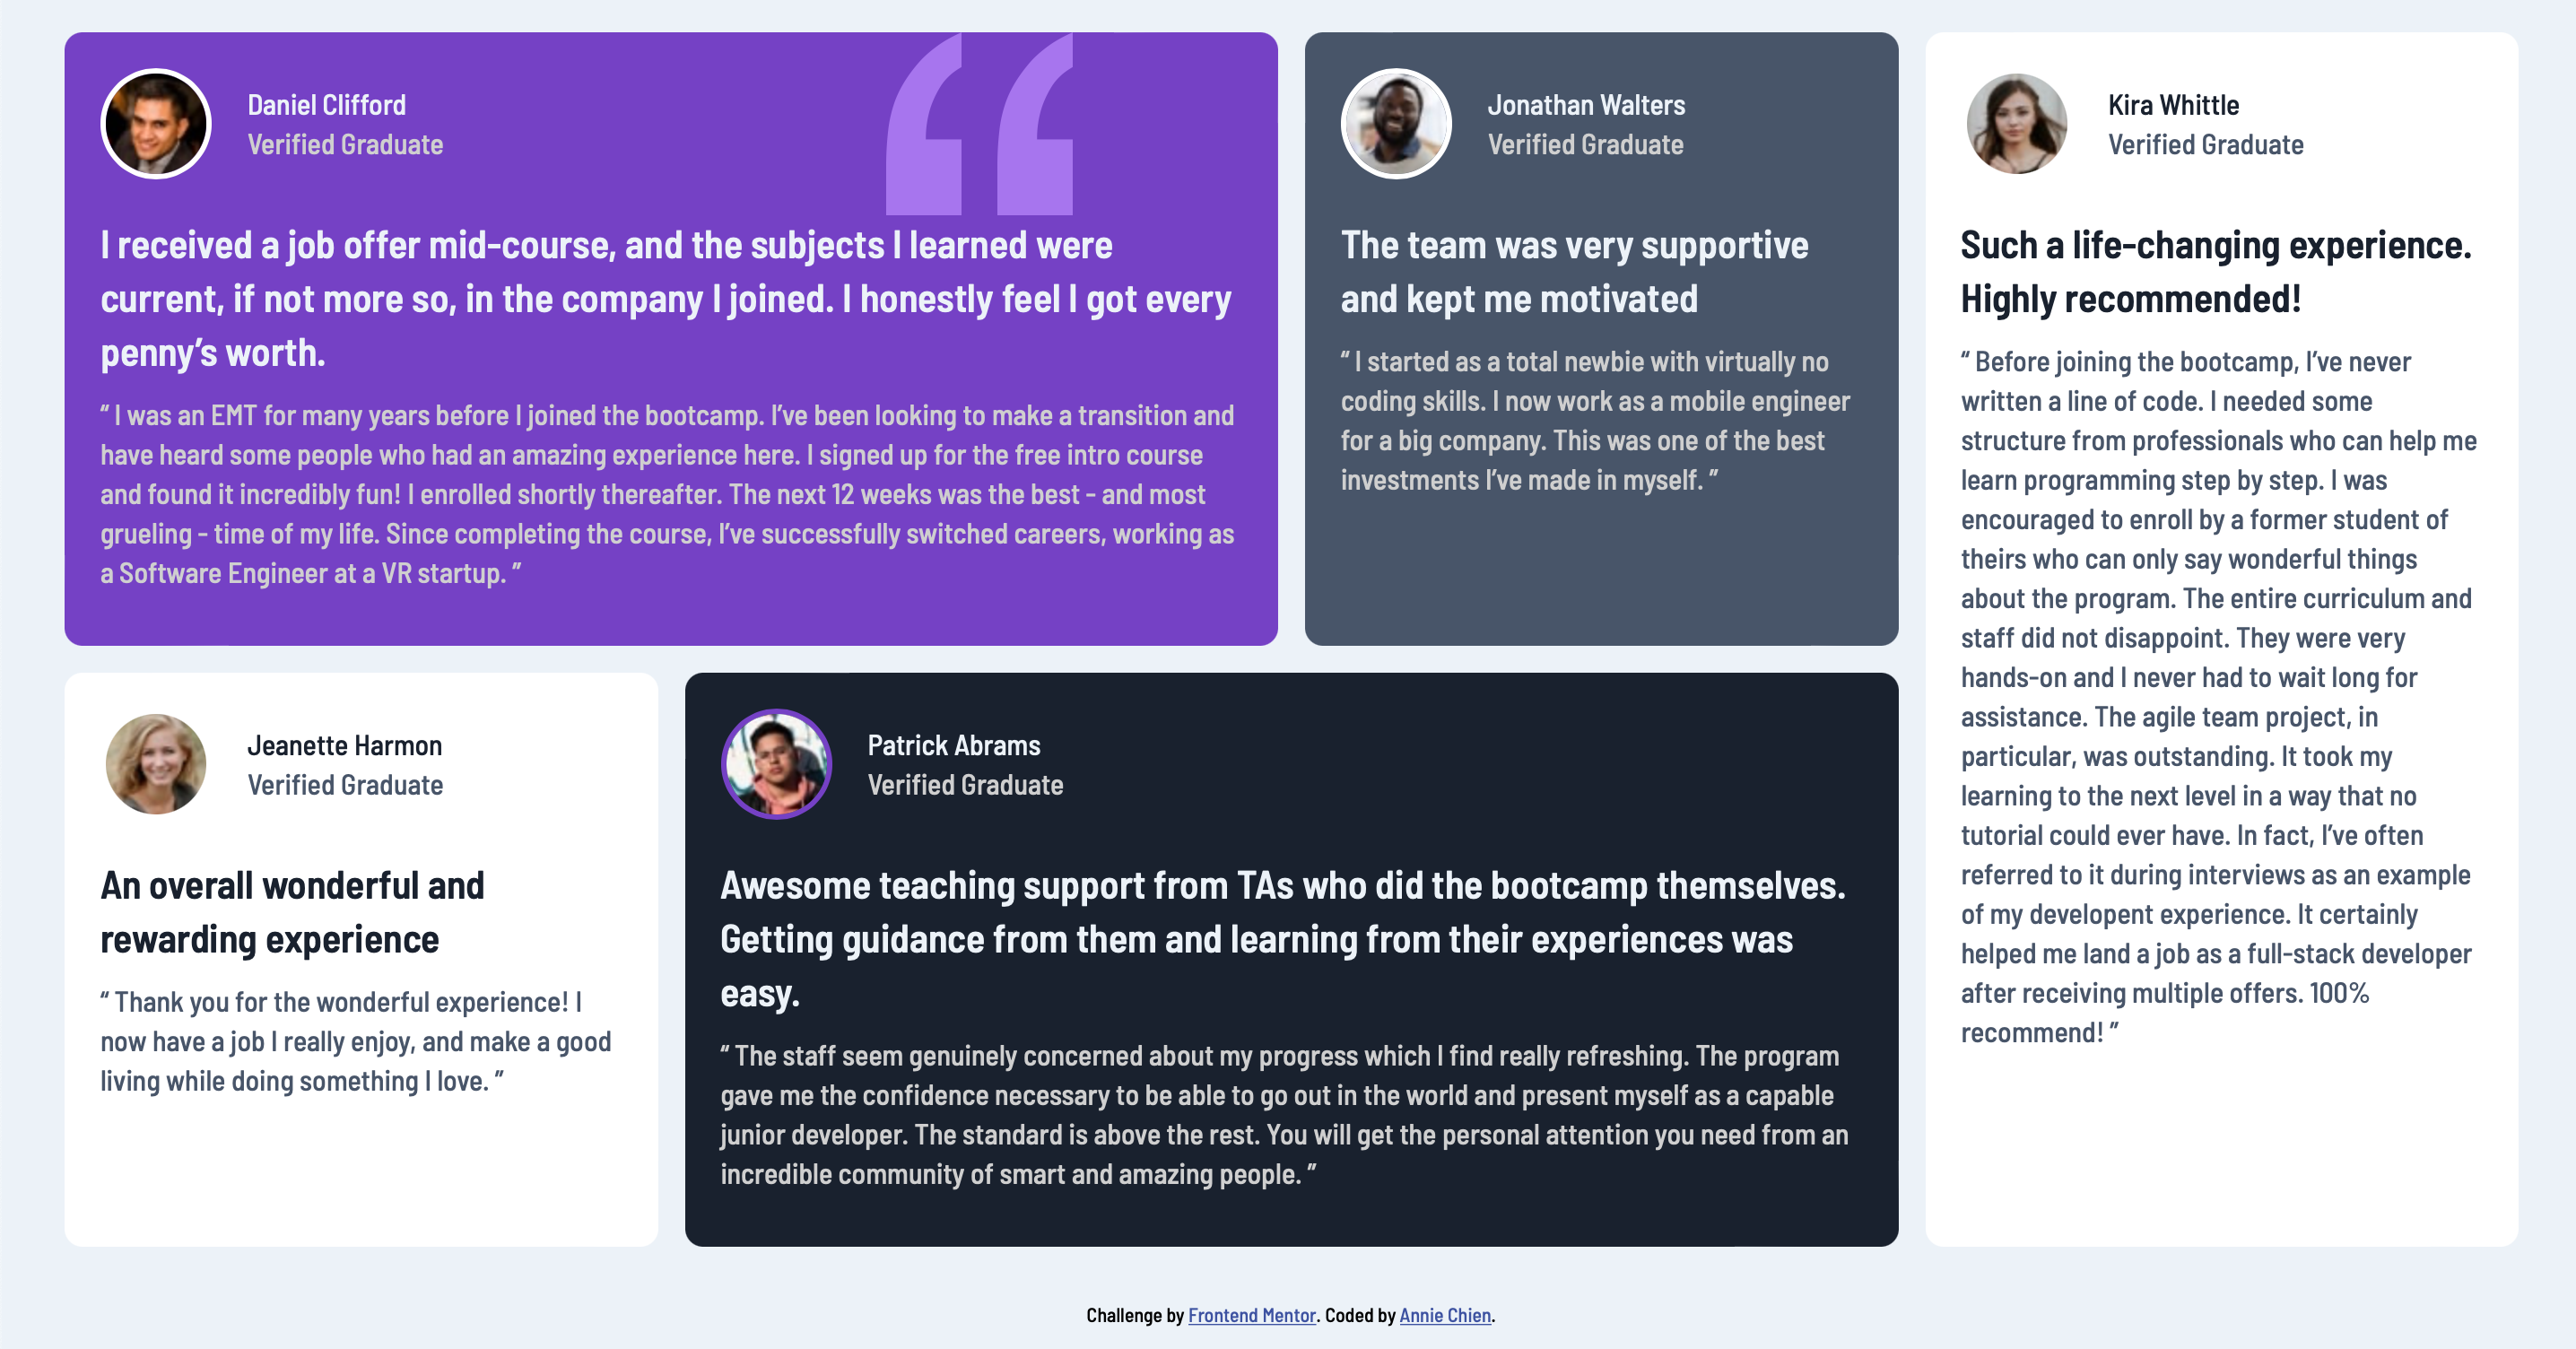 Daniel Clifford
Verified Graduate
I received a job offer mid-course, and the subjects I learned were
current, if not more so, in the company I joined. I honestly feel I got every
penny’s worth.
“ I was an EMT for many years before I joined the bootcamp. I’ve been looking to make a transition and
have heard some people who had an amazing experience here. I signed up for the free intro course
and found it incredibly fun! I enrolled shortly thereafter. The next 12 weeks was the best - and most
grueling - time of my life. Since completing the course, I’ve successfully switched careers, working as
a Software Engineer at a VR startup. ”
Jonathan Walters
Verified Graduate
The team was very supportive
and kept me motivated
“ I started as a total newbie with virtually no
coding skills. I now work as a mobile engineer
for a big company. This was one of the best
investments I’ve made in myself. ”
Kira Whittle
Verified Graduate
Such a life-changing experience.
Highly recommended!
“ Before joining the bootcamp, I’ve never
written a line of code. I needed some
structure from professionals who can help me
learn programming step by step. I was
encouraged to enroll by a former student of
theirs who can only say wonderful things
about the program. The entire curriculum and
staff did not disappoint. They were very
hands-on and I never had to wait long for
assistance. The agile team project, in
particular, was outstanding. It took my
learning to the next level in a way that no
tutorial could ever have. In fact, I’ve often
referred to it during interviews as an example
of my developent experience. It certainly
helped me land a job as a full-stack developer
after receiving multiple offers. 100%
recommend! ”
Jeanette Harmon
Verified Graduate
An overall wonderful and
rewarding experience
“ Thank you for the wonderful experience! I
now have a job I really enjoy, and make a good
living while doing something I love. ”
Patrick Abrams
Verified Graduate
Awesome teaching support from TAs who did the bootcamp themselves.
Getting guidance from them and learning from their experiences was
easy.
“ The staff seem genuinely concerned about my progress which I find really refreshing. The program
gave me the confidence necessary to be able to go out in the world and present myself as a capable
junior developer. The standard is above the rest. You will get the personal attention you need from an
incredible community of smart and amazing people. ”
Challenge by Frontend Mentor. Coded by Annie Chien.